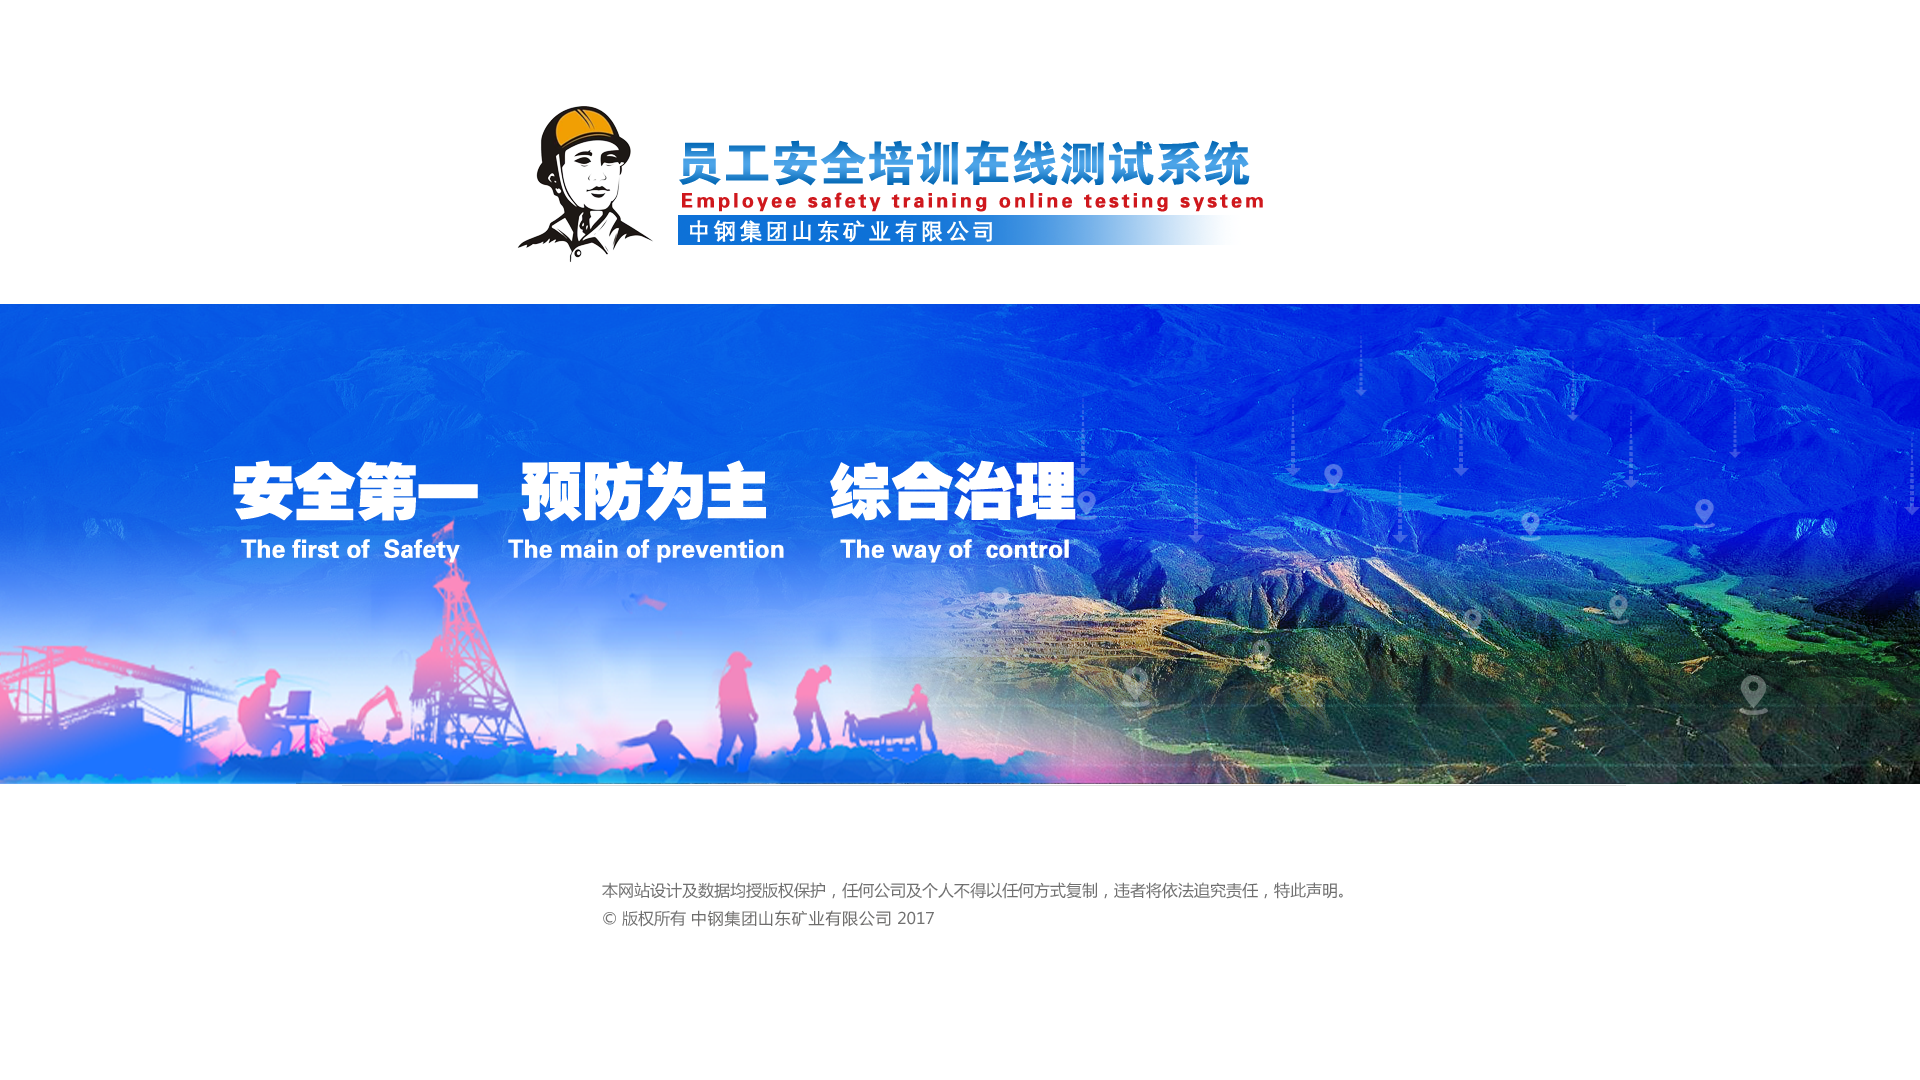 员工安全培训在线测试系统
Employee safety training online testing system
中钢集团山东矿业有限公司
安全第一 预防为主 综合治理
The first of Safety The main of prevention The way of control
本网站设计及数据均授版权保护，任何公司及个人不得以任何方式复制，违者将依法追究责任，特此声明。
© 版权所有 中钢集团山东矿业有限公司 2017